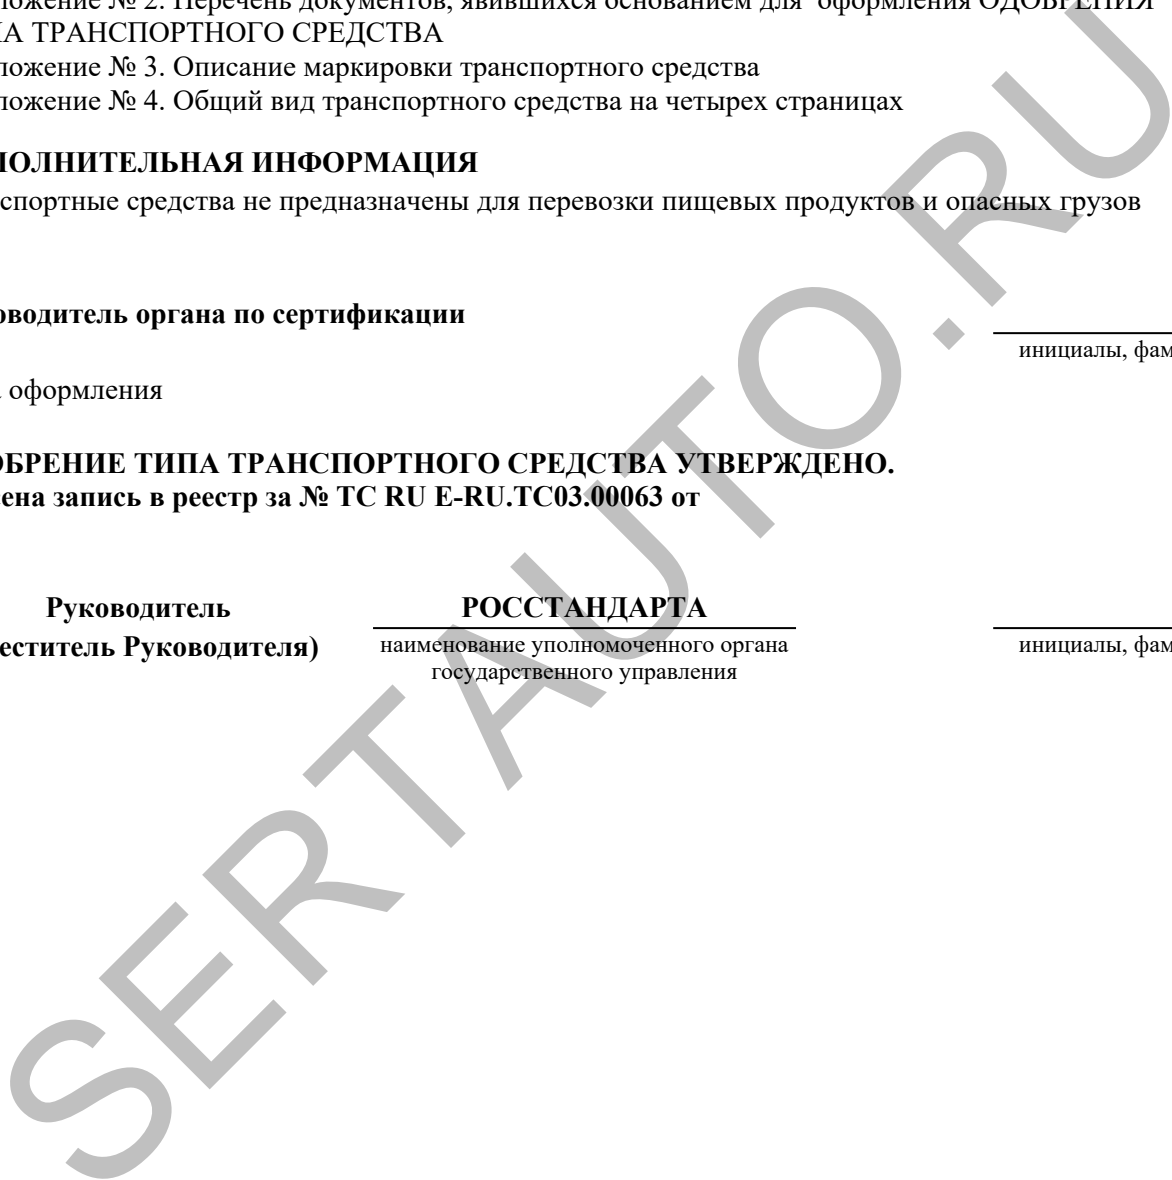 ложение № 2. Перечень документов, явившихся основанием для оформления ОДОБРЕНИЯ
ПА ТРАНСПОРТНОГО СРЕДСТВА
ложение № 3. Описание маркировки транспортного средства
ложение № 4. Общий вид транспортного средства на четырех страницах
ПОЛНИТЕЛЬНАЯ ИНФОРМАЦИЯ
спортные средства не предназначены для перевозки пищевых продуктов и опасных грузов
оводитель органа по сертификации
инициалы, фам
а оформления
ОБРЕНИЕ ТИПА ТРАНСПОРТНОГО СРЕДСТВА УТВЕРЖДЕНО.
сена запись в реестр за № ТС RU E-RU.ТС03.00063 от
Руководитель РОССТАНДАРТА
еститель Руководителя) наименование уполномоченного органа инициалы, фам
государственного управления
SERTAUTO.RU